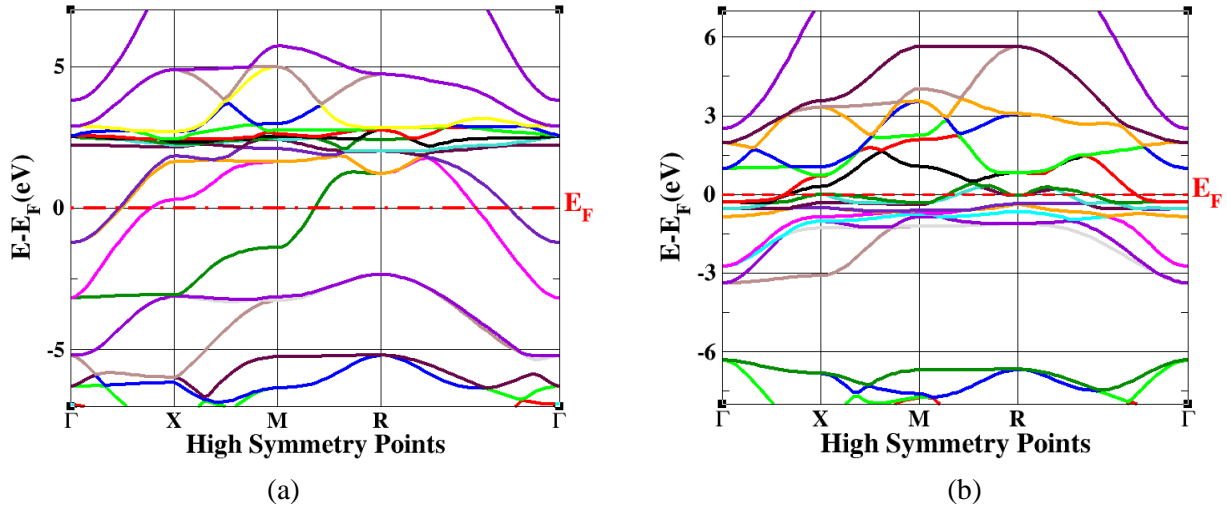 5
0
-5
E-E_F(eV)
E_F
Γ X M R Γ
High Symmetry Points
(a)
6
3
0
-3
-6
E-E_F(eV)
E_F
Γ X M R Γ
High Symmetry Points
(b)